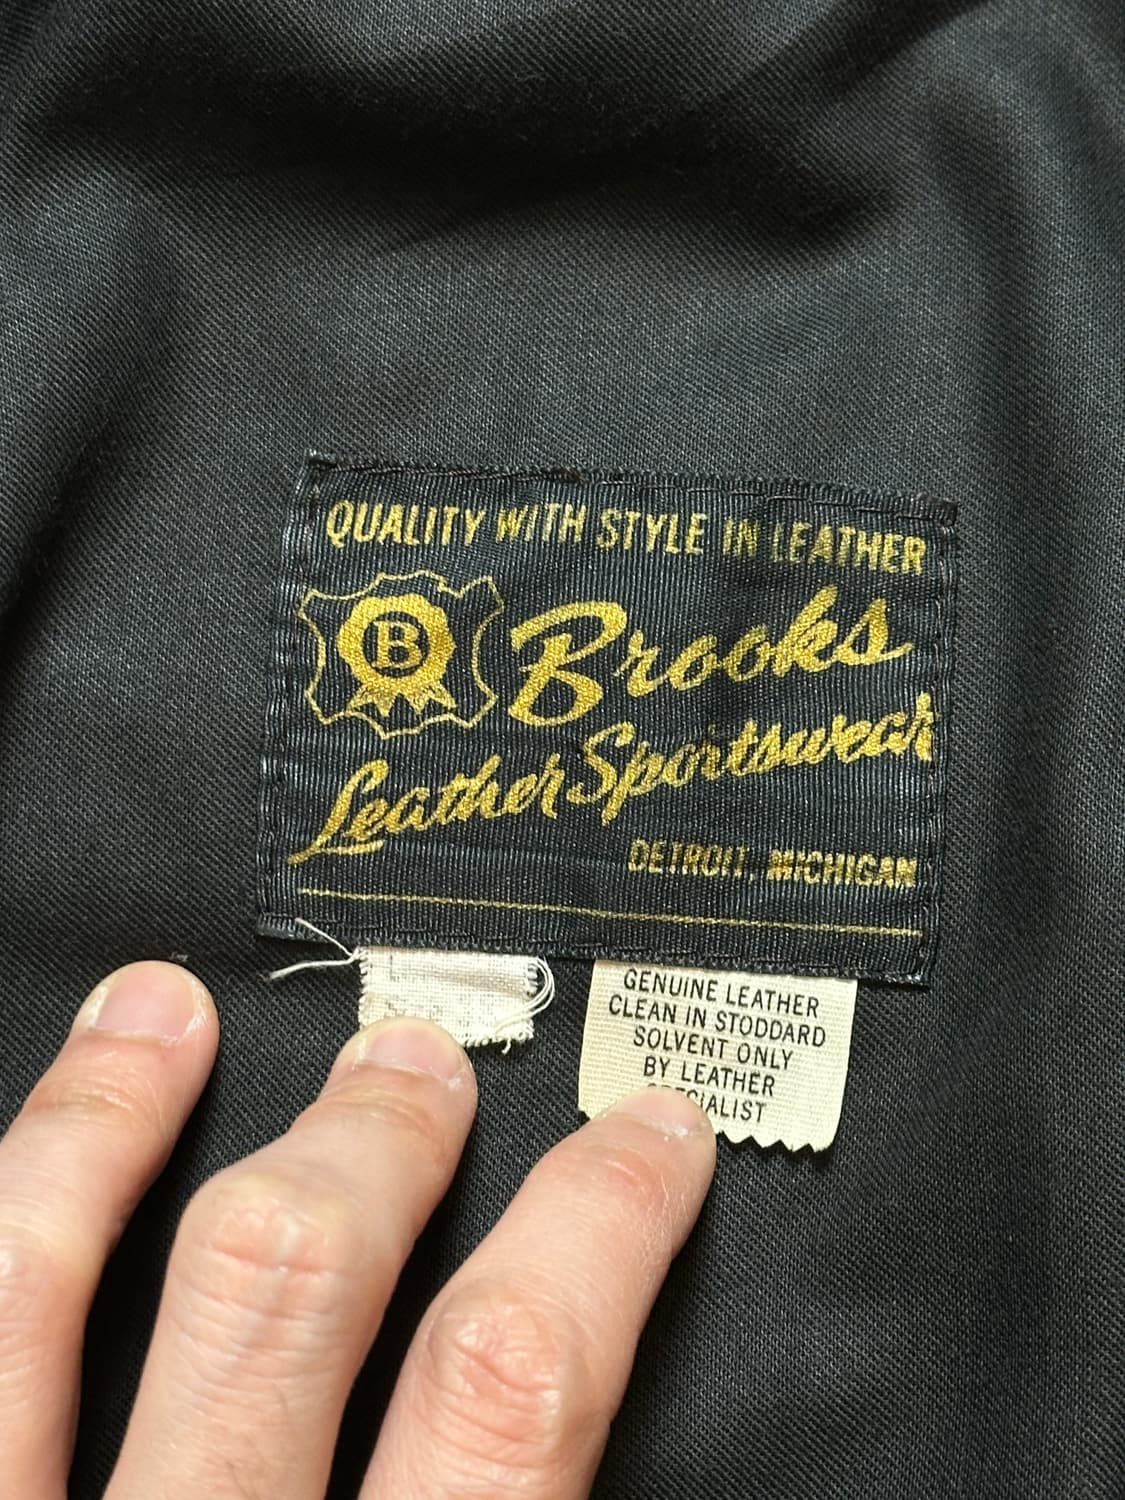 QUALITY WITH STYLE IN LEATHER
B
Brooks
Leather Sportswear
DETROIT, MICHIGAN
GENUINE LEATHER
CLEAN IN STODDARD
SOLVENT ONLY
BY LEATHER